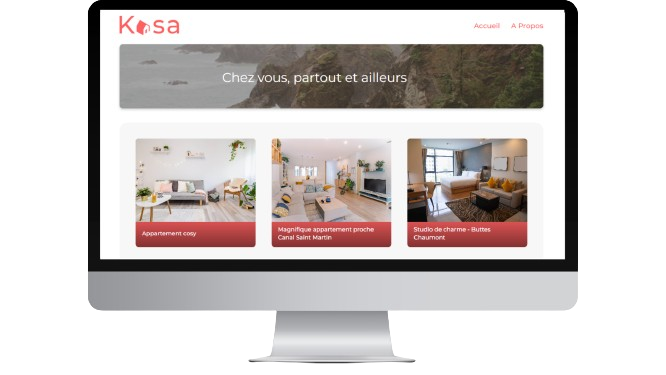 Kasa
Accueil A Propos
Chez vous, partout et ailleurs
Appartement cosy
Magnifique appartement proche
Canal Saint Martin
Studio de charme - Buttes
Chaumont